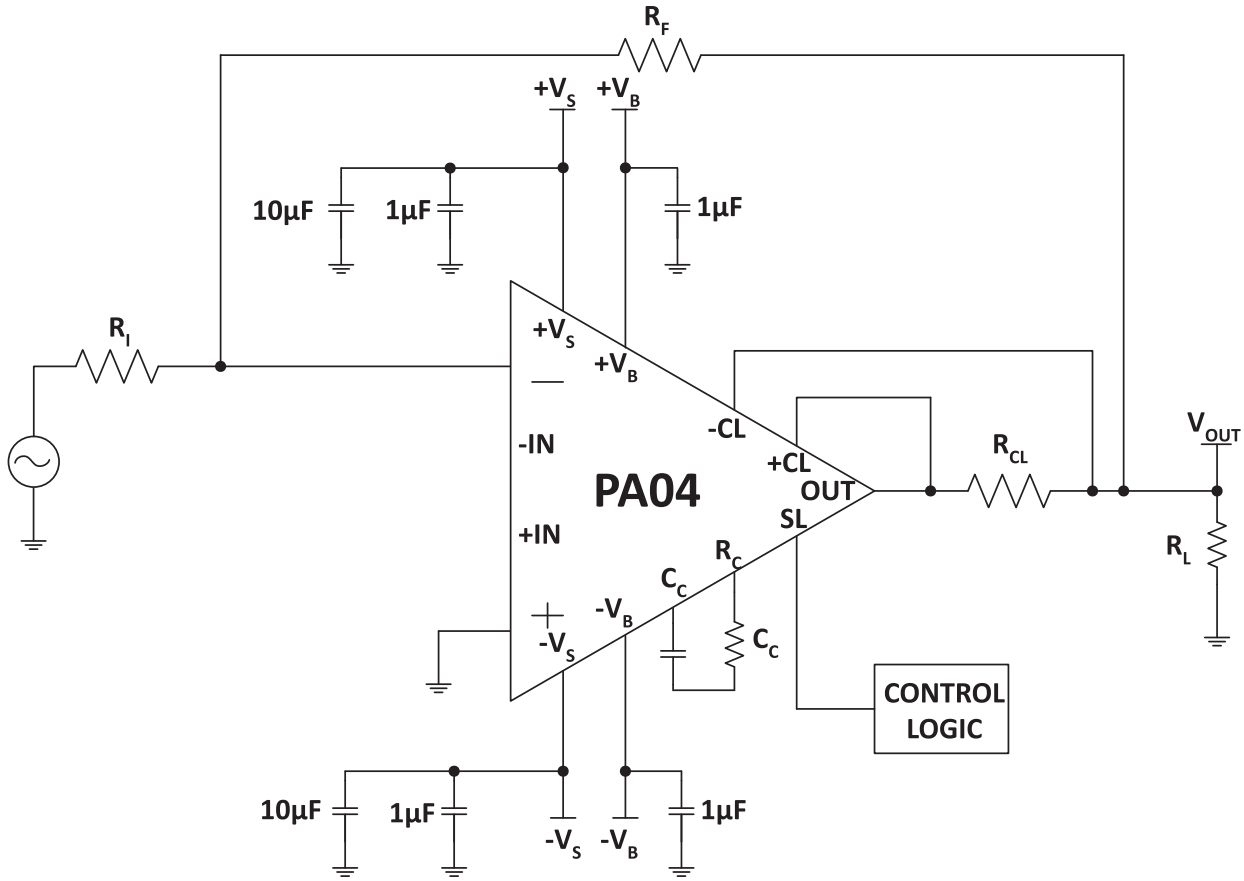 R_F
+V_S +V_B
10µF 1µF 1µF
R_I
+V_S
+V_B
-CL
-IN
+CL
V_OUT
R_CL
PA04
OUT
SL
+IN
R_C
R_L
C_C
-V_B
-V_S
C_C
CONTROL
LOGIC
10µF 1µF 1µF
-V_S -V_B